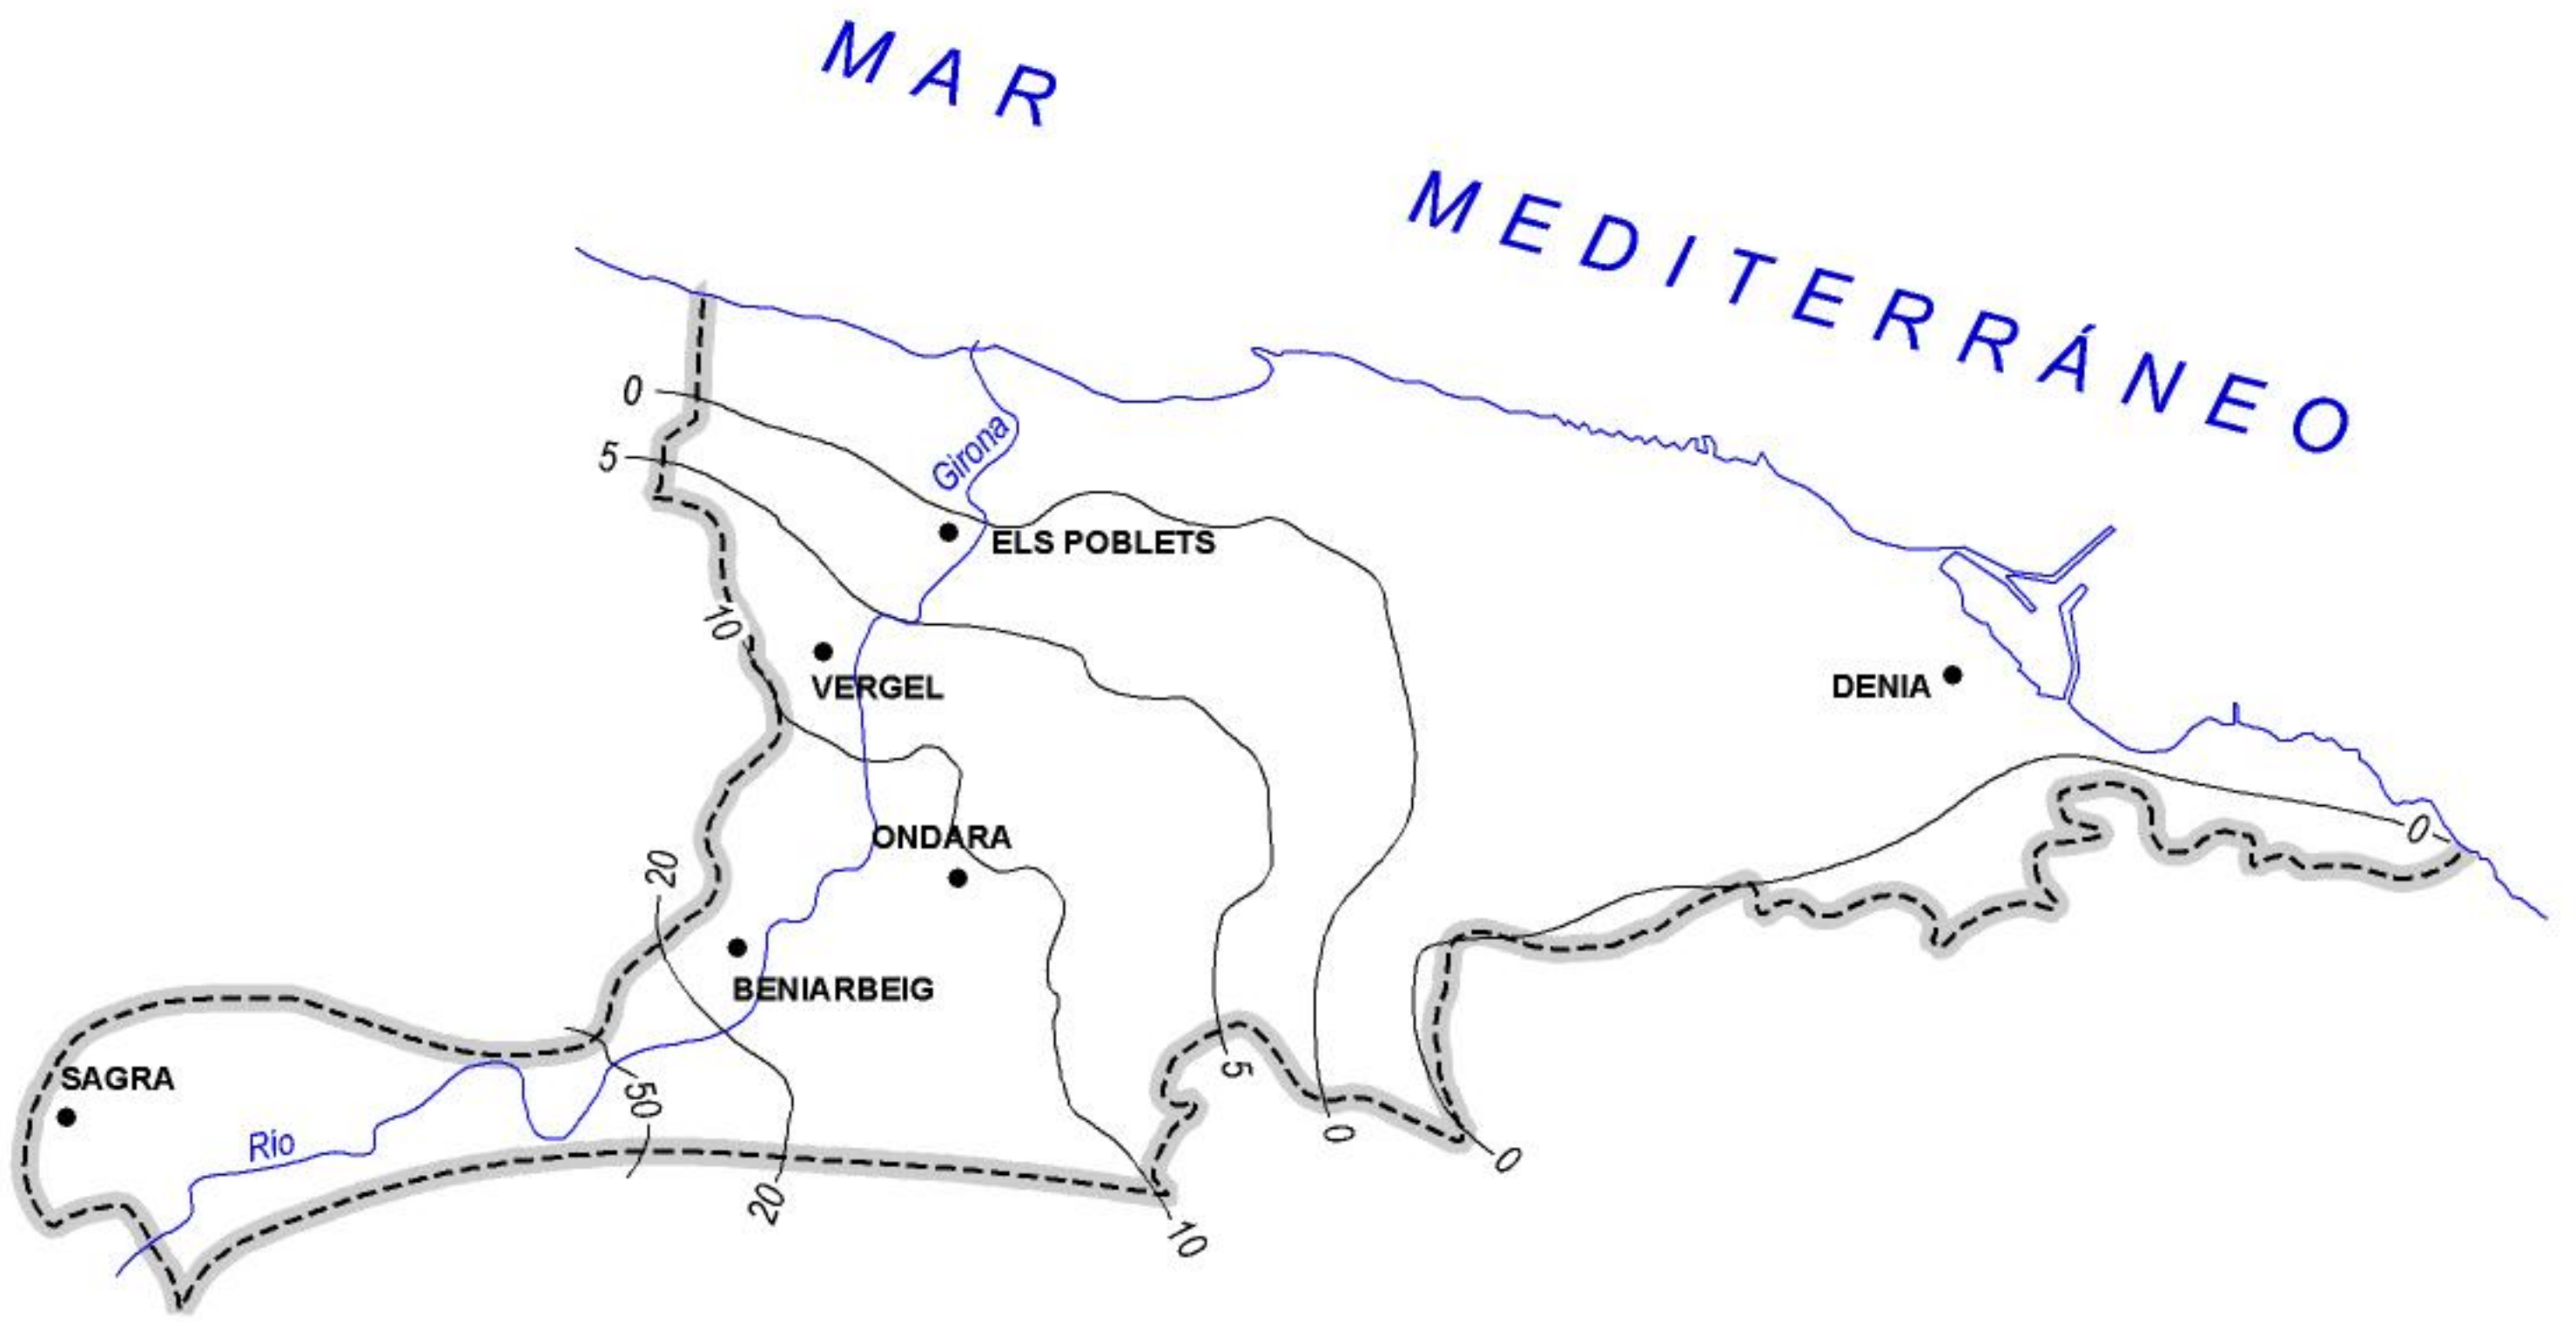 MAR
MEDITERRÁNEO
0
Girona
5
ELS POBLETS
10
VERGEL
DENIA
ONDARA
0
20
BENIARBEIG
SAGRA
50
5
Rio
0
0
20
10